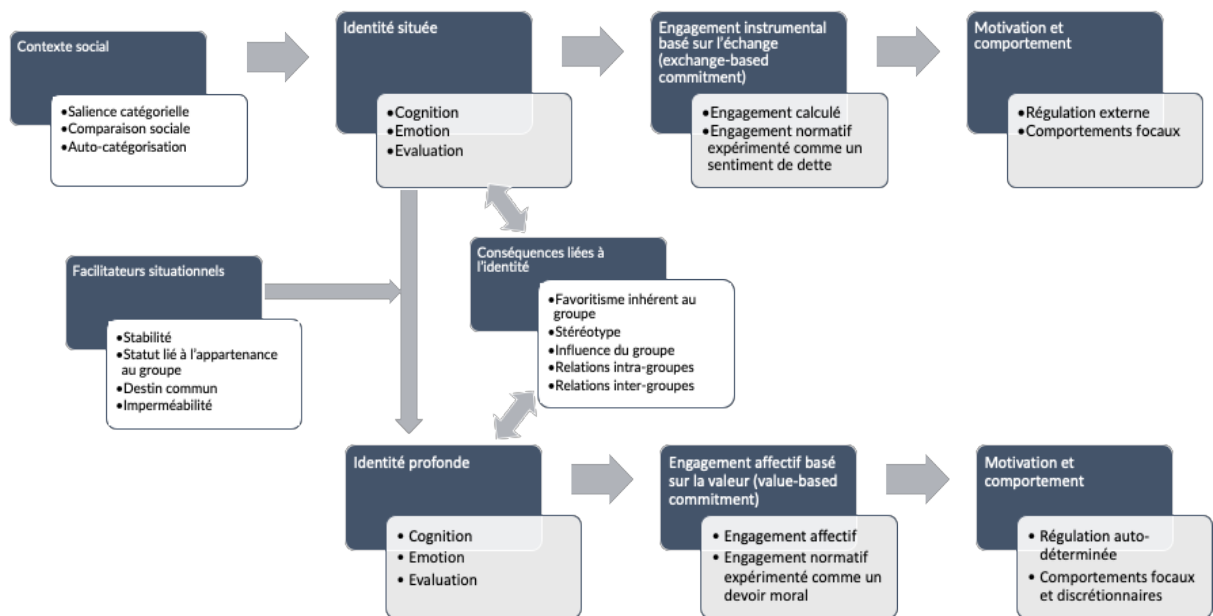 Contexte social
•Salience catégorielle
•Comparaison sociale
•Auto-catégorisation
Identité située
•Cognition
•Emotion
•Evaluation
Engagement instrumental
basé sur l'échange
(exchange-based
commitment)
•Engagement calculé
•Engagement normatif
expérimenté comme un
sentiment de dette
Motivation et
comportement
•Régulation externe
•Comportements focaux
Facilitateurs situationnels
•Stabilité
•Statut lié à l'appartenance
au groupe
•Destin commun
•Imperméabilité
Conséquences liées à
l'identité
•Favoritisme inhérent au
groupe
•Stéréotype
•Influence du groupe
•Relations intra-groupes
•Relations inter-groupes
Identité profonde
• Cognition
• Emotion
• Evaluation
Engagement affectif basé
sur la valeur (value-based
commitment)
• Engagement affectif
• Engagement normatif
expérimenté comme un
devoir moral
Motivation et
comportement
• Régulation auto-
déterminée
• Comportements focaux
et discrétionnaires